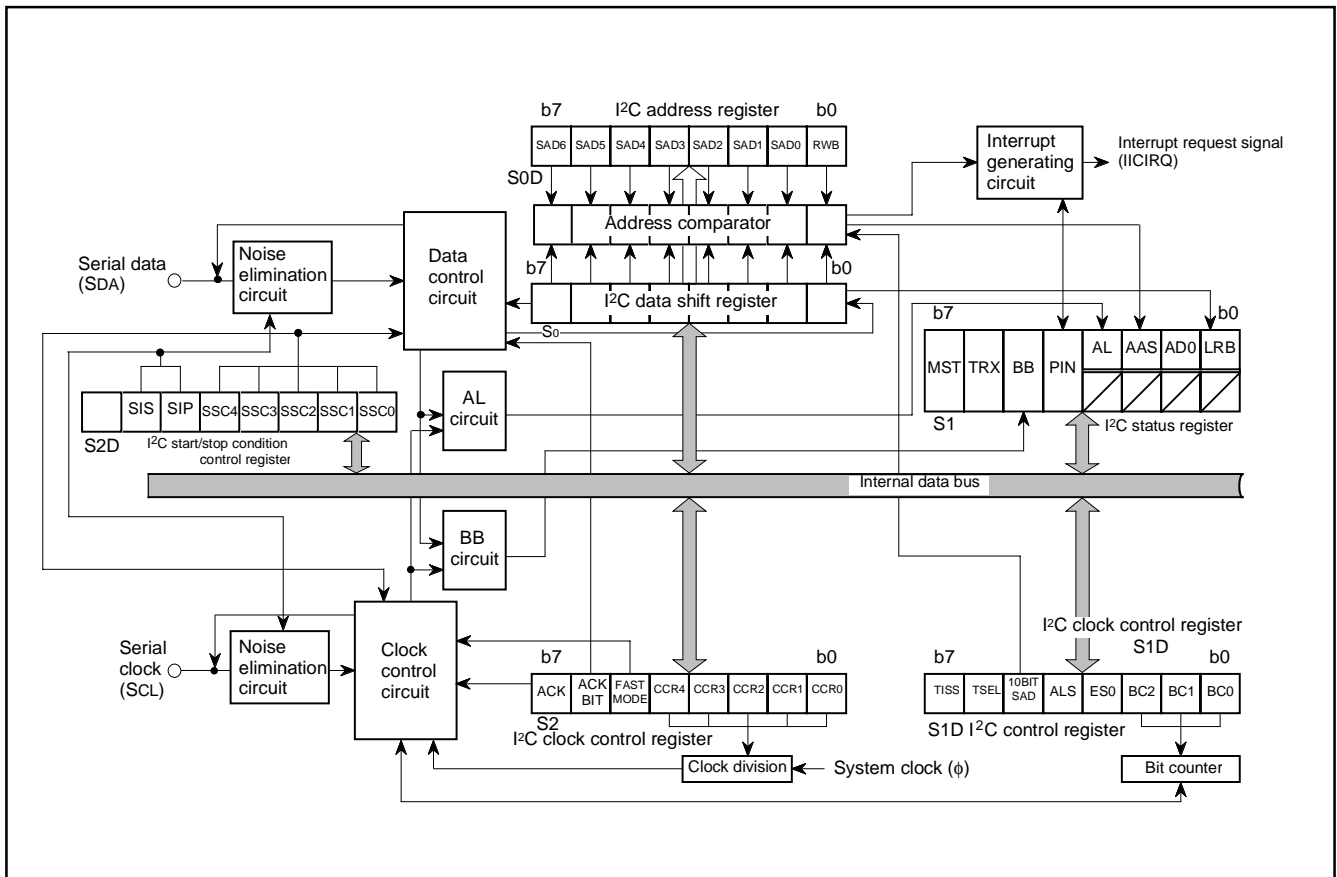 b7 I²C address register b0
SAD6 SAD5 SAD4 SAD3 SAD2 SAD1 SAD0 RWB
S0D
Interrupt
generating
circuit
Interrupt request signal
(IICIRQ)
Address comparator
Serial data
(SDA)
Noise
elimination
circuit
Data
control
circuit
b7 b0
I²C data shift register
S0
b7 b0
MST TRX BB PIN AL AAS AD0 LRB
S1
I²C status register
SIS SIP SSC4 SSC3 SSC2 SSC1 SSC0
S2D
I²C start/stop condition
control register
AL
circuit
Internal data bus
BB
circuit
Serial
clock
(SCL)
Noise
elimination
circuit
Clock
control
circuit
b7 b0
ACK ACK BIT FAST MODE CCR4 CCR3 CCR2 CCR1 CCR0
S2
I²C clock control register
Clock division
System clock (ϕ)
I²C clock control register
S1D
b7 b0
TISS TSEL 10BIT SAD ALS ES0 BC2 BC1 BC0
S1D I²C control register
Bit counter